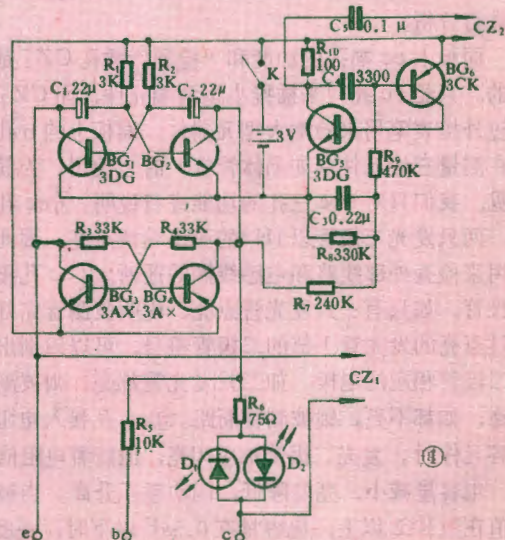 C₅ 0.1 μ
CZ₂
R₁ 3K
R₂ 3K
K
R₁₀ 100
C₄ 3300
BG₆ 3CK
C₁ 22μ
C₂ 22μ
3V
BG₁ 3DG
BG₂
BG₅ 3DG
R₉ 470K
C₃ 0.22μ
R₃ 33K
R₄ 33K
R₈ 330K
BG₃ 3AX
BG₄ 3A×
R₇ 240K
CZ₁
R₅ 10K
R₆ 75Ω
D₁
D₂
①
e
b
c